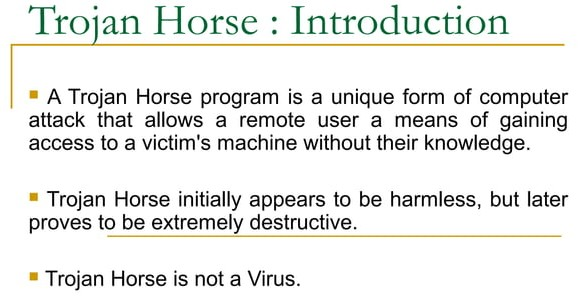 Trojan Horse : Introduction
A Trojan Horse program is a unique form of computer
attack that allows a remote user a means of gaining
access to a victim's machine without their knowledge.
Trojan Horse initially appears to be harmless, but later
proves to be extremely destructive.
Trojan Horse is not a Virus.